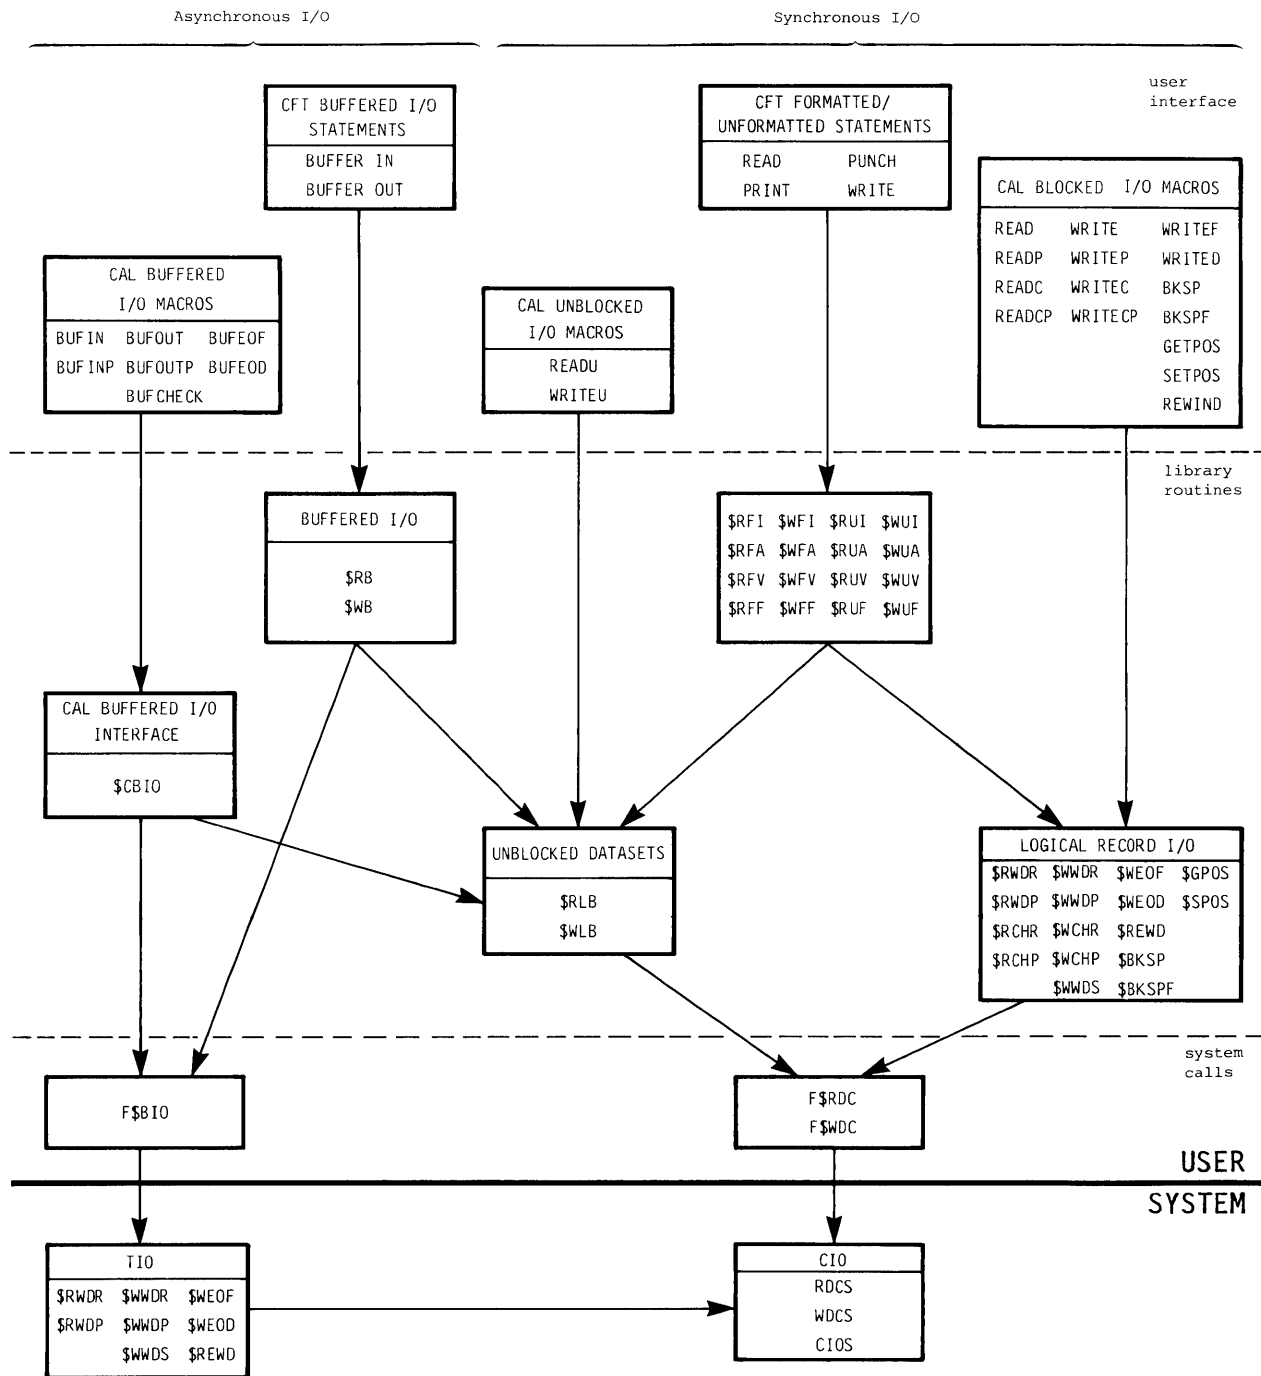 Asynchronous I/O
Synchronous I/O
user
interface
CFT BUFFERED I/O
STATEMENTS
BUFFER IN
BUFFER OUT
CFT FORMATTED/
UNFORMATTED STATEMENTS
READ PUNCH
PRINT WRITE
CAL BLOCKED I/O MACROS
READ WRITE WRITEF
READP WRITEP WRITED
READC WRITEC BKSP
READCP WRITECP BKSPF
GETPOS
SETPOS
REWIND
CAL BUFFERED
I/O MACROS
BUFIN BUFOUT BUFEOF
BUFINP BUFOUTP BUFEOD
BUFCHECK
CAL UNBLOCKED
I/O MACROS
READU
WRITEU
library
routines
BUFFERED I/O
$RB
$WB
$RFI $WFI $RUI $WUI
$RFA $WFA $RUA $WUA
$RFV $WFV $RUV $WUV
$RFF $WFF $RUF $WUF
CAL BUFFERED I/O
INTERFACE
$CBIO
UNBLOCKED DATASETS
$RLB
$WLB
LOGICAL RECORD I/O
$RWDR $WWDR $WEOF $GPOS
$RWDP $WWDP $WEOD $SPOS
$RCHR $WCHR $REWD
$RCHP $WCHP $BKSP
$WWDS $BKSPF
system
calls
F$BIO
F$RDC
F$WDC
USER
SYSTEM
TIO
$RWDR $WWDR $WEOF
$RWDP $WWDP $WEOD
$WWDS $REWD
CIO
RDCS
WDCS
CIOS